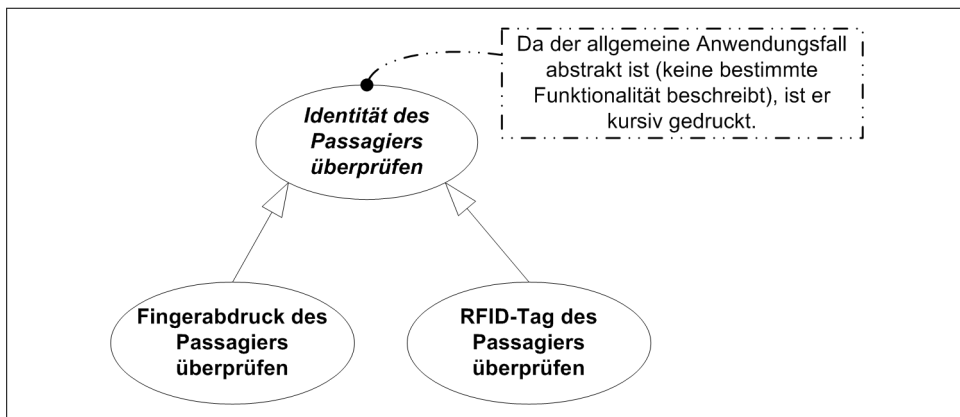 Da der allgemeine Anwendungsfall
abstrakt ist (keine bestimmte
Funktionalität beschreibt), ist er
kursiv gedruckt.
Identität des
Passagiers
überprüfen
Fingerabdruck des
Passagiers
überprüfen
RFID-Tag des
Passagiers
überprüfen